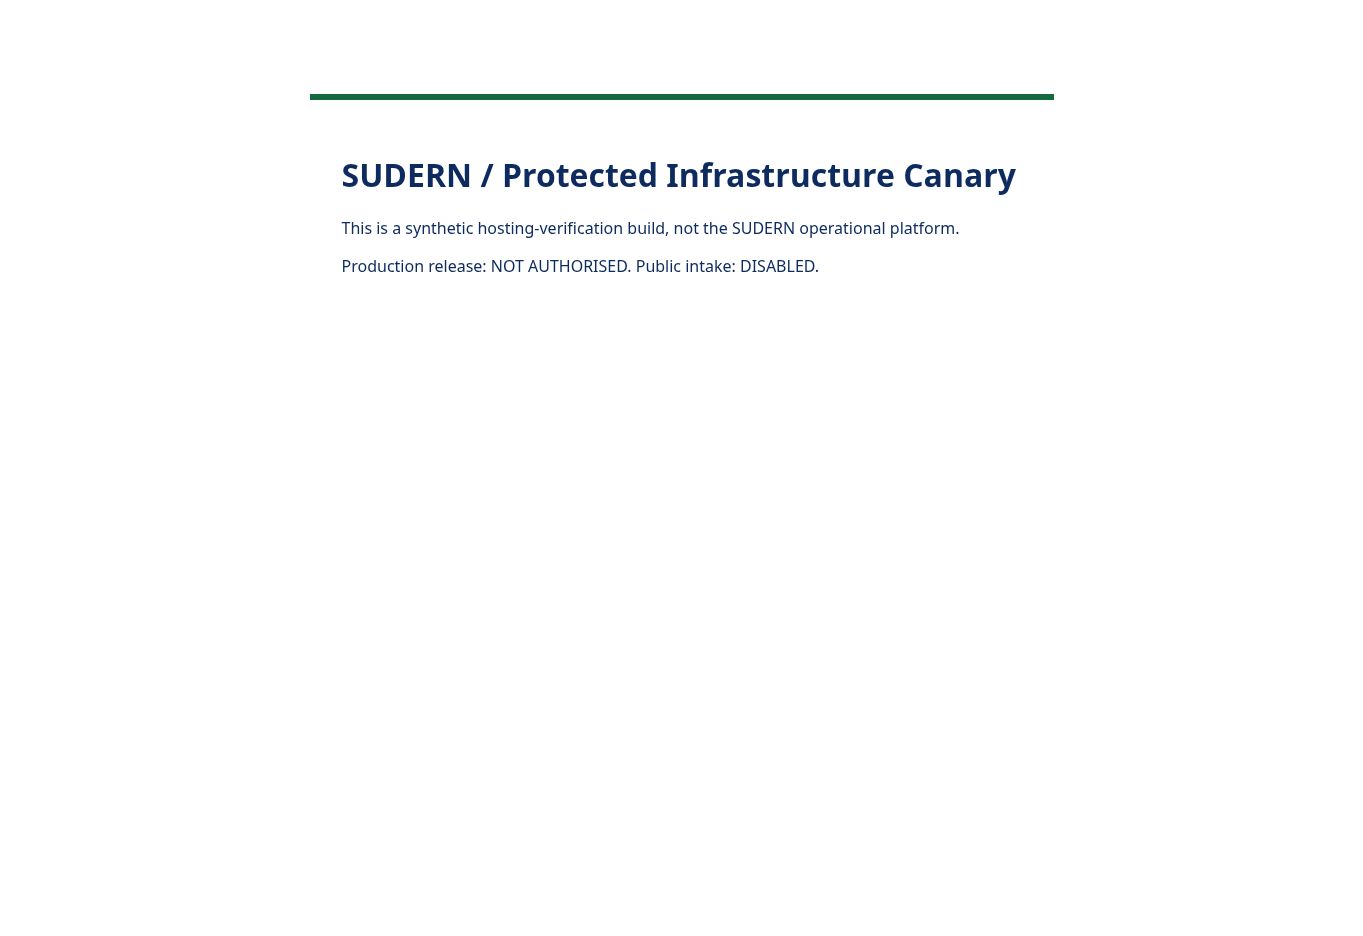 SUDERN / Protected Infrastructure Canary
This is a synthetic hosting-verification build, not the SUDERN operational platform.
Production release: NOT AUTHORISED. Public intake: DISABLED.